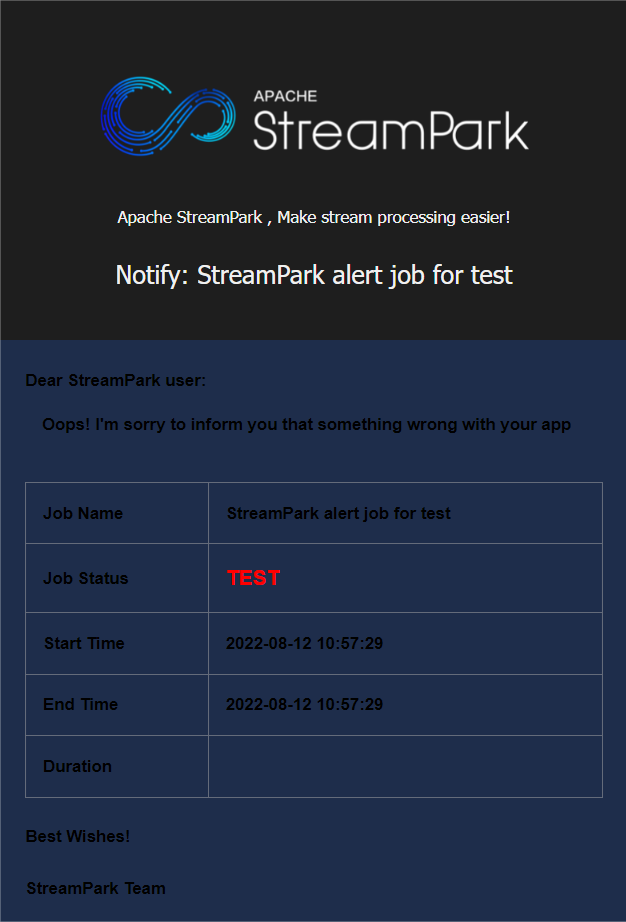 APACHE
StreamPark
Apache StreamPark , Make stream processing easier!
Notify: StreamPark alert job for test
Dear StreamPark user:
Oops! I'm sorry to inform you that something wrong with your app
Job Name StreamPark alert job for test
Job Status TEST
Start Time 2022-08-12 10:57:29
End Time 2022-08-12 10:57:29
Duration
Best Wishes!
StreamPark Team